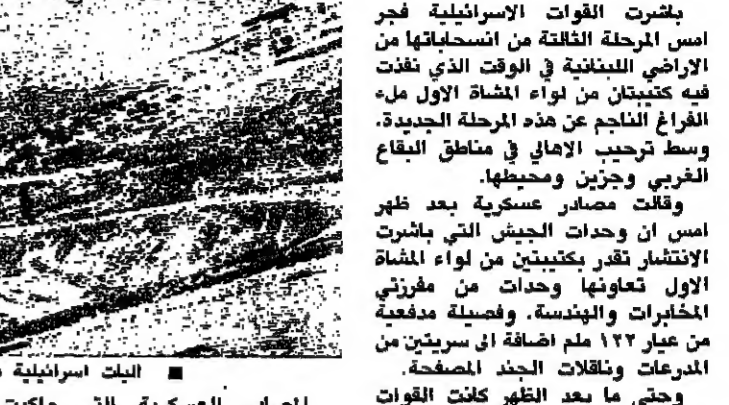 باشرت القوات الاسرائيلية فجر
امس المرحلة الثالثة من انسحاباتها من
الاراضي اللبنانية في الوقت الذي نفذت
فيه كتيبتان من لواء المشاة الاول ملء
الفراغ الناجم عن هذه المرحلة الجديدة،
وسط ترحيب الاهالي في مناطق البقاع
الغربي وجزين ومحيطها.
وقالت مصادر عسكرية بعد ظهر
امس ان وحدات الجيش التي باشرت
الانتشار تقدر بكتيبتين من لواء المشاة
الاول تعاونها وحدات من مفرزتي
المخابرات والهندسة، وفصيلة مدفعية
من عيار ١٢٢ ملم اضافة الى سريتين من
المدرعات وناقلات الجند المصفحة.
وحتى ما بعد الظهر كانت القوات
■ اليات اسرائيلية
العسكرية التي